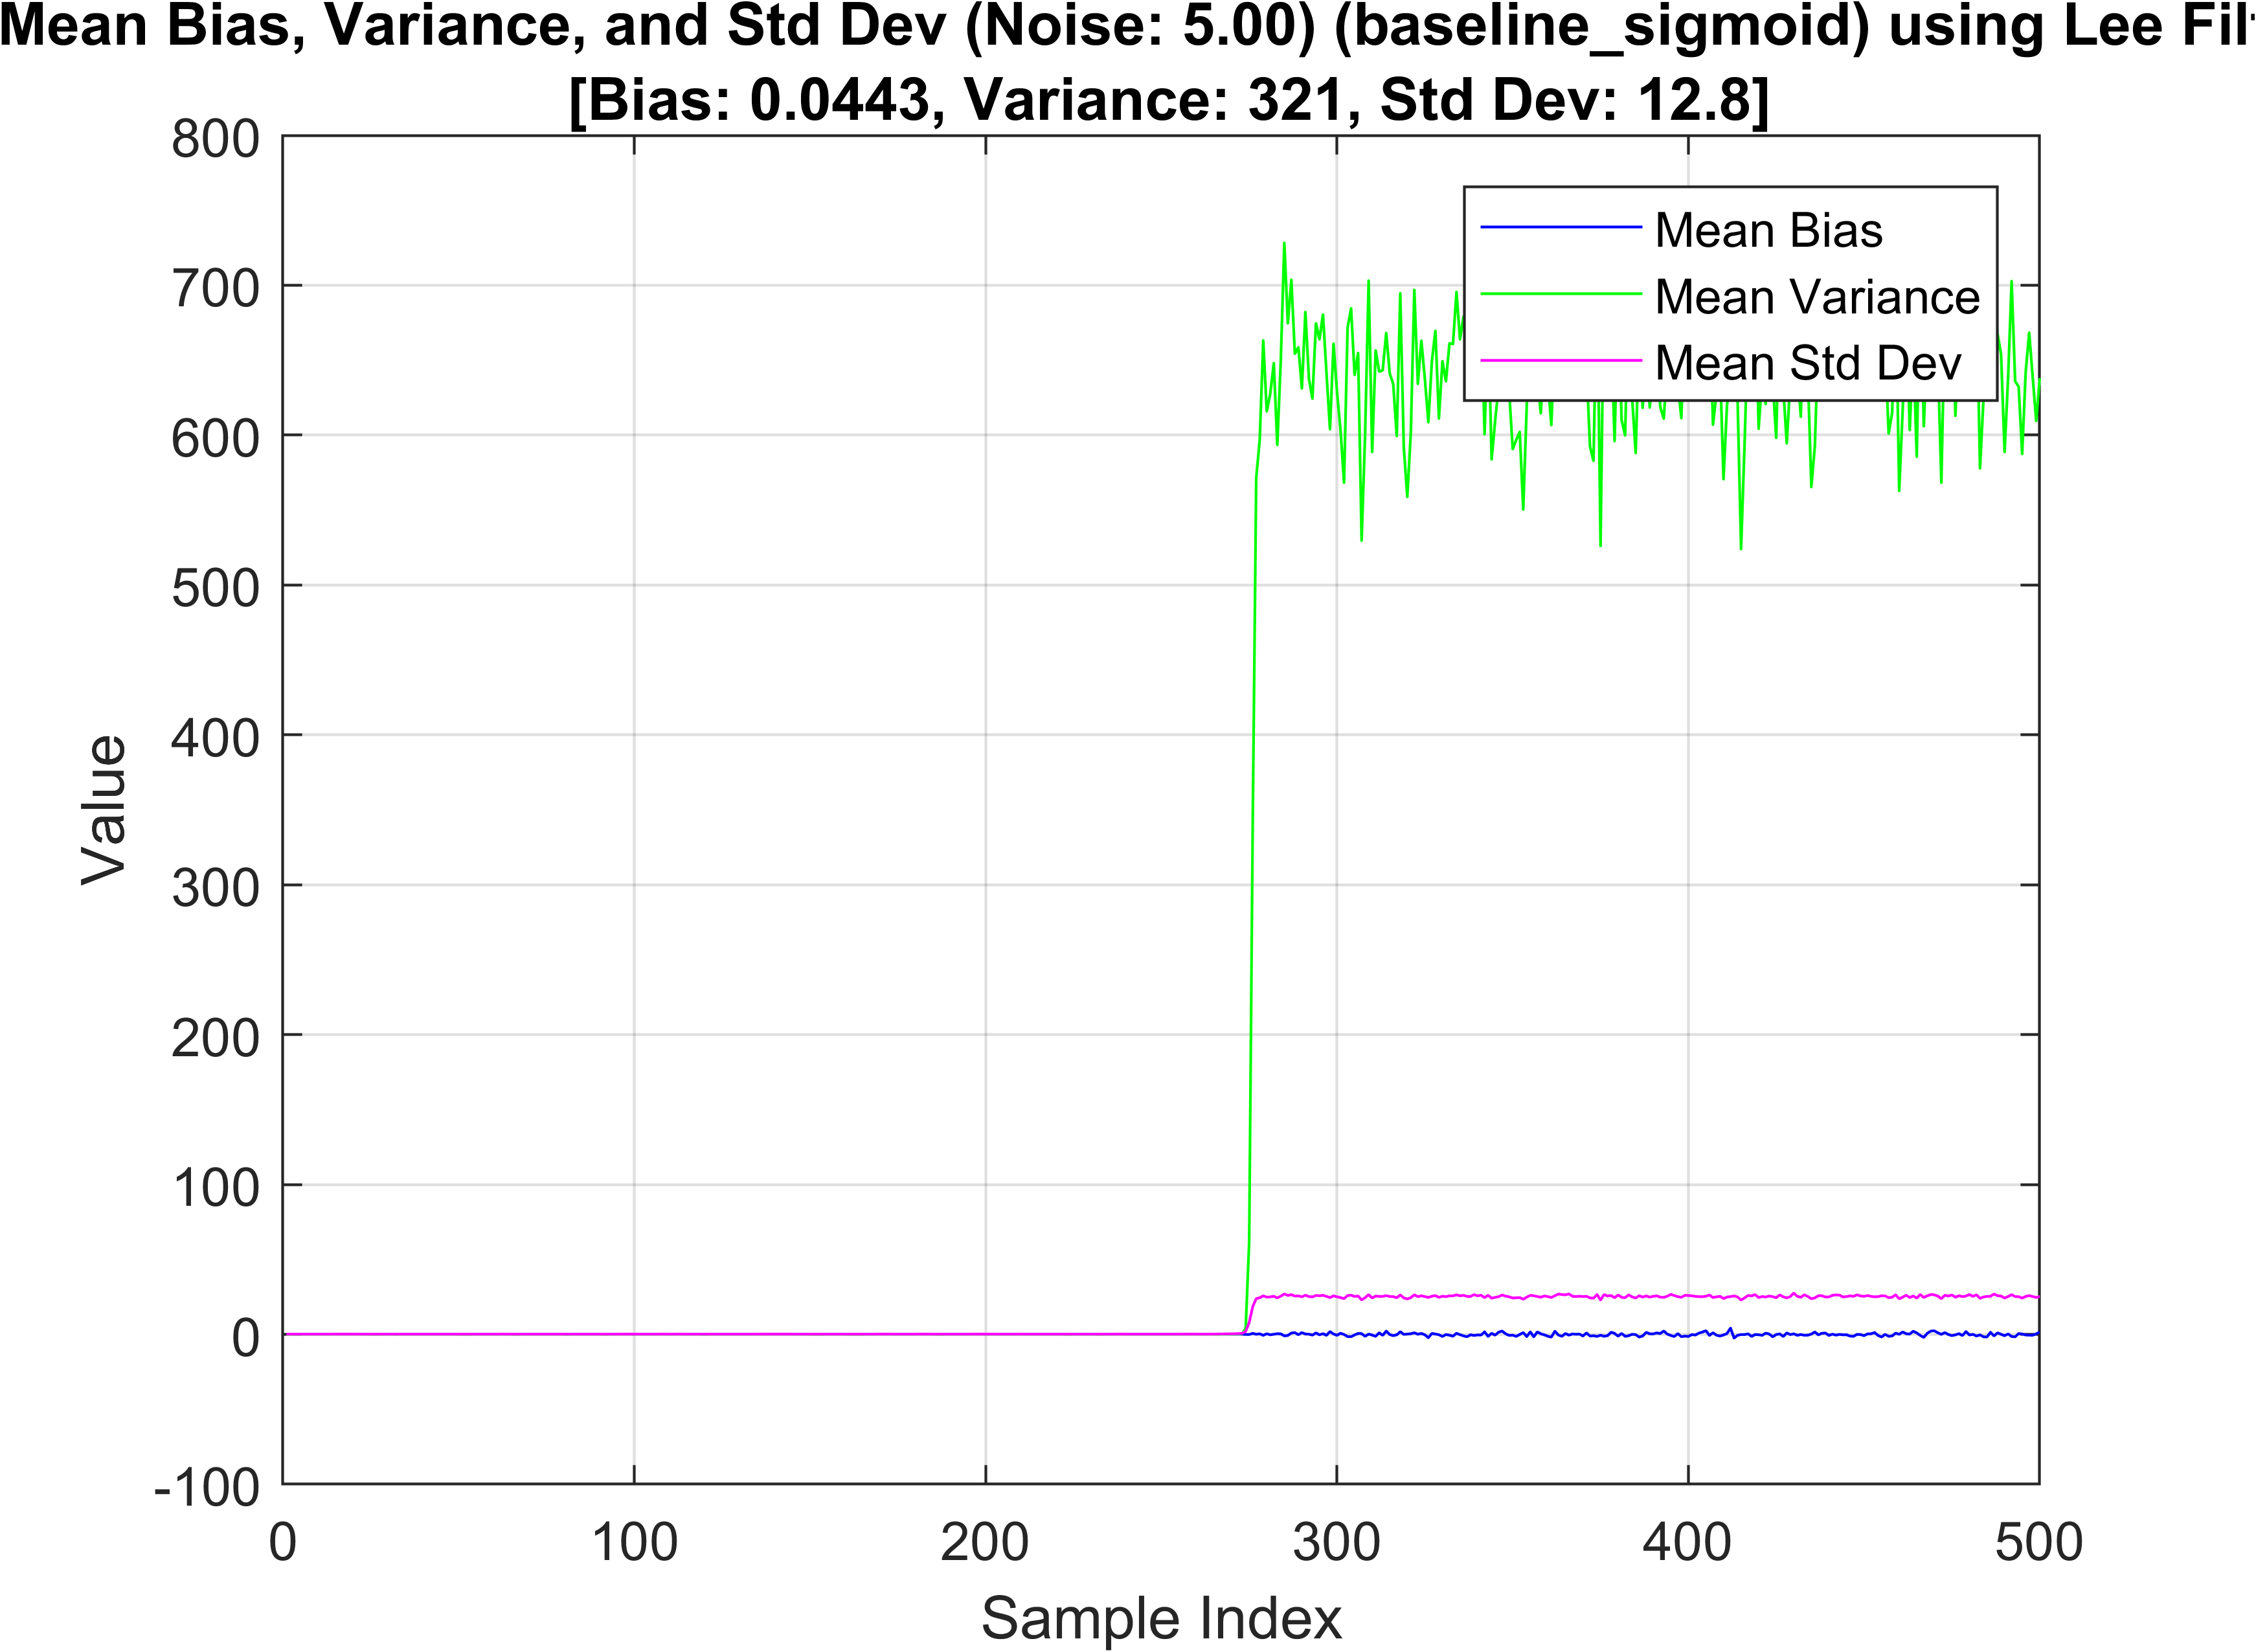 Mean Bias, Variance, and Std Dev (Noise: 5.00) (baseline_sigmoid) using Lee
[Bias: 0.0443, Variance: 321, Std Dev: 12.8]
800
700
600
500
400
300
200
100
0
-100
Value
Mean Bias
Mean Variance
Mean Std Dev
0 100 200 300 400 500
Sample Index